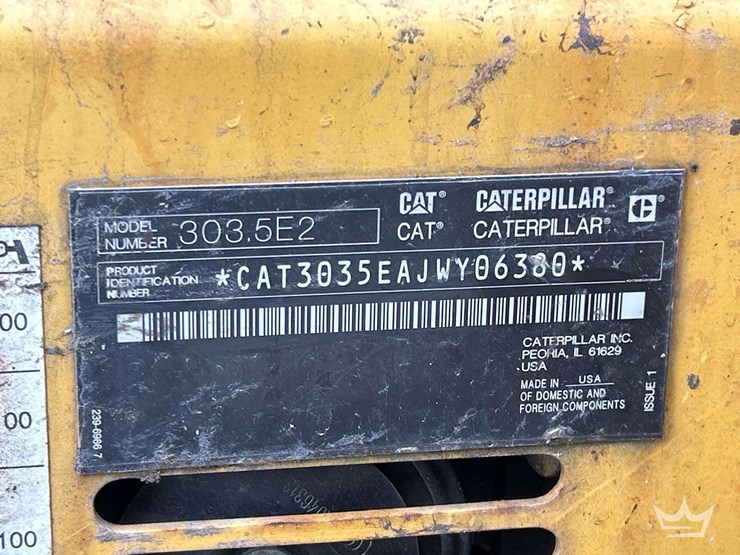 CAT® CATERPILLAR®
CAT® CATERPILLAR®
MODEL NUMBER 303.5E2
PRODUCT IDENTIFICATION NUMBER *CAT3035EAJWY06380*
CATERPILLAR INC.
PEORIA, IL 61629
USA
MADE IN USA
OF DOMESTIC AND
FOREIGN COMPONENTS
ISSUE 1
239-6966 7
00
00
100